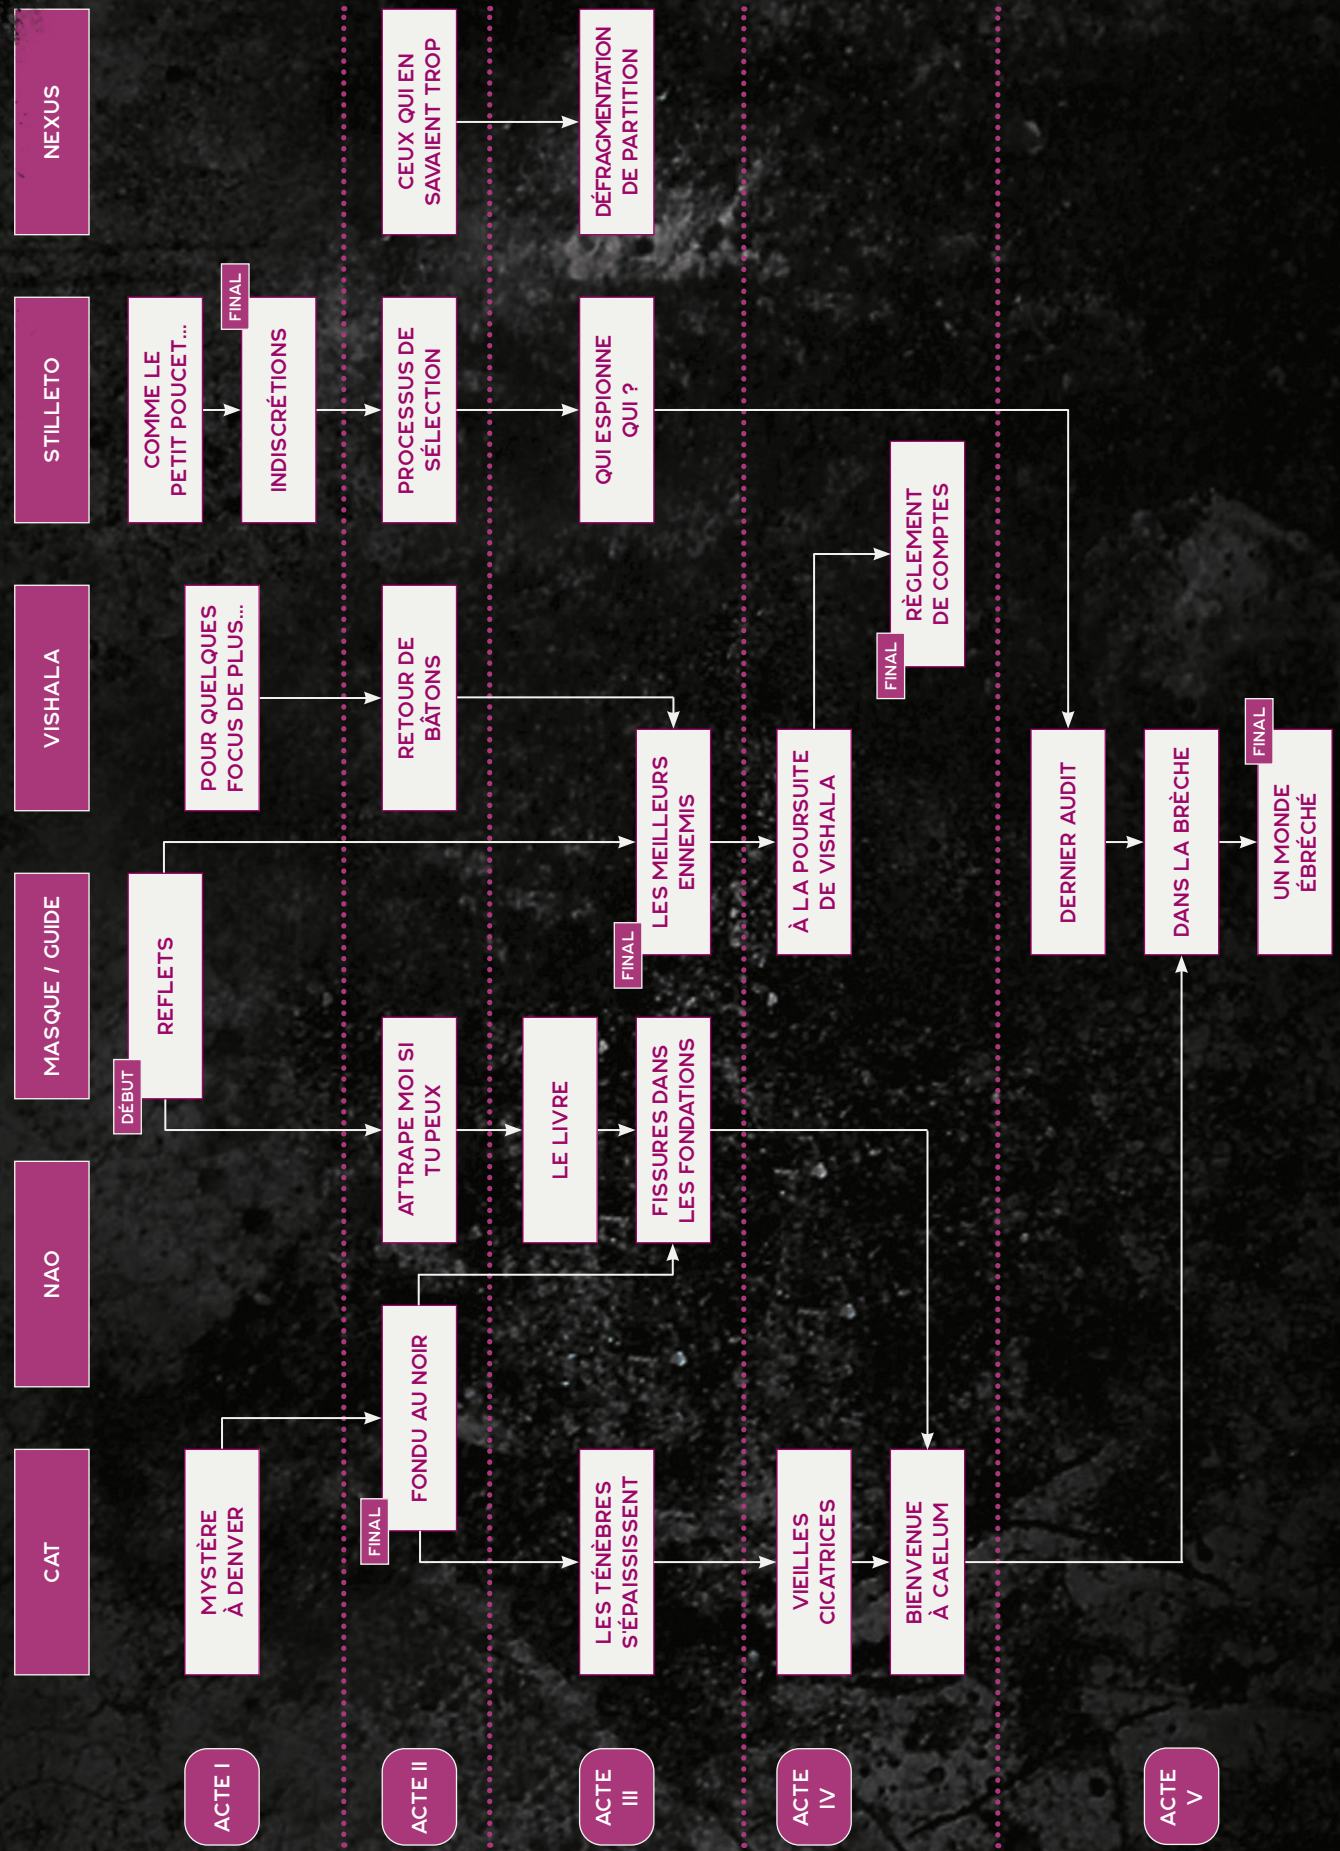 CAT
NAO
MASQUE / GUIDE
VISHALA
STILLETO
NEXUS
ACTE I
MYSTÈRE
À DENVER
DÉBUT
REFLETS
POUR QUELQUES
FOCUS DE PLUS...
COMME LE
PETIT POUCET...
FINAL
INDISCRÉTIONS
ACTE II
FINAL
FONDU AU NOIR
ATTRAPE MOI SI
TU PEUX
RETOUR DE
BÂTONS
PROCESSUS DE
SÉLECTION
CEUX QUI EN
SAVAIENT TROP
ACTE
III
LES TÉNÈBRES
S'ÉPAISSISSENT
LE LIVRE
FISSURES DANS
LES FONDATIONS
FINAL
LES MEILLEURS
ENNEMIS
QUI ESPIONNE
QUI ?
DÉFRAGMENTATION
DE PARTITION
ACTE
IV
VIEILLES
CICATRICES
BIENVENUE
À CAELUM
À LA POURSUITE
DE VISHALA
FINAL
RÈGLEMENT
DE COMPTES
ACTE
V
DERNIER AUDIT
DANS LA BRÈCHE
FINAL
UN MONDE
ÉBRÉCHÉ